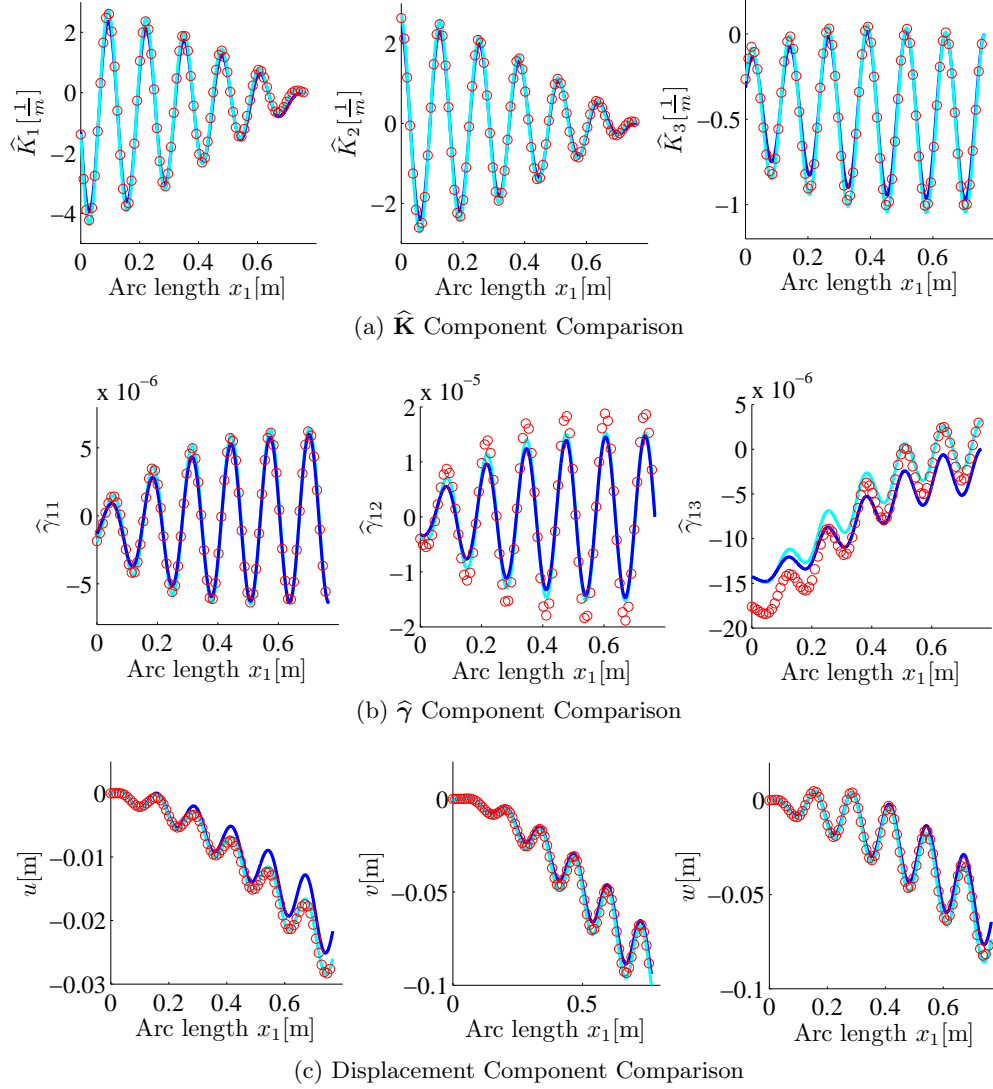 2
0
−2
−4
K̂₁[1/m]
0 0.2 0.4 0.6
Arc length x₁[m]
2
0
−2
K̂₂[1/m]
0 0.2 0.4 0.6
Arc length x₁[m]
0
−0.5
−1
K̂₃[1/m]
0 0.2 0.4 0.6
Arc length x₁[m]
(a) K̂ Component Comparison
x 10⁻⁶
5
0
−5
γ̂₁₁
0 0.2 0.4 0.6
Arc length x₁[m]
x 10⁻⁵
2
1
0
−1
−2
γ̂₁₂
0 0.2 0.4 0.6
Arc length x₁[m]
x 10⁻⁶
5
0
−5
−10
−15
−20
γ̂₁₃
0 0.2 0.4 0.6
Arc length x₁[m]
(b) γ̂ Component Comparison
0
−0.01
−0.02
−0.03
u[m]
0 0.2 0.4 0.6
Arc length x₁[m]
0
−0.05
−0.1
v[m]
0 0.5
Arc length x₁[m]
0
−0.05
−0.1
w[m]
0 0.2 0.4 0.6
Arc length x₁[m]
(c) Displacement Component Comparison